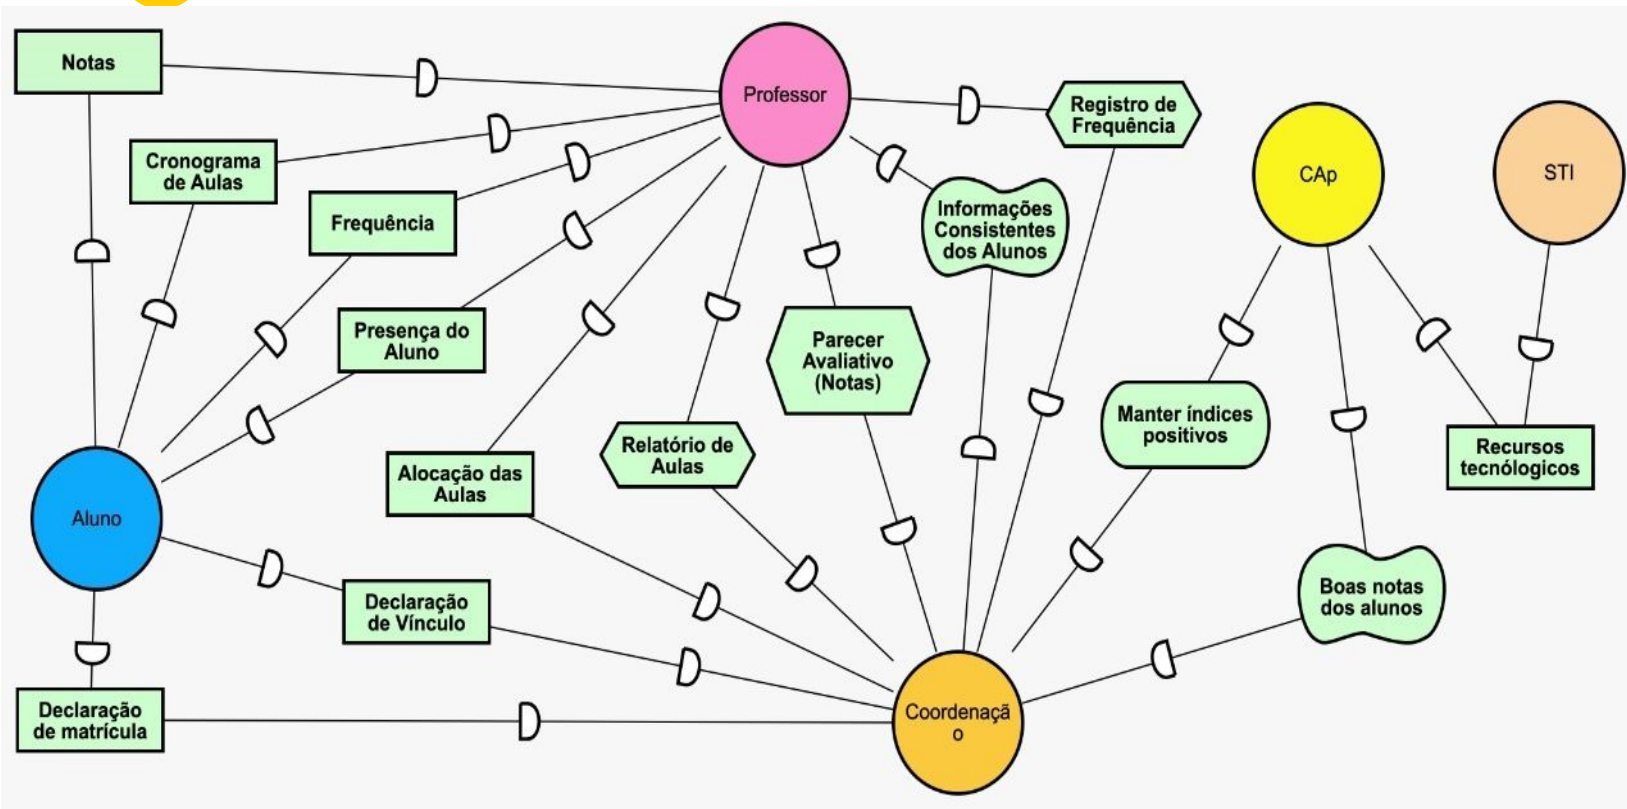 Notas
Professor
Registro de
Frequência
Cronograma
de Aulas
CAp
STI
Frequência
Informações
Consistentes
dos Alunos
Presença do
Aluno
Parecer
Avaliativo
(Notas)
Manter índices
positivos
Relatório de
Aulas
Recursos
tecnólogicos
Alocação das
Aulas
Aluno
Declaração
de Vínculo
Boas notas
dos alunos
Declaração
de matrícula
Coordenaçã
o